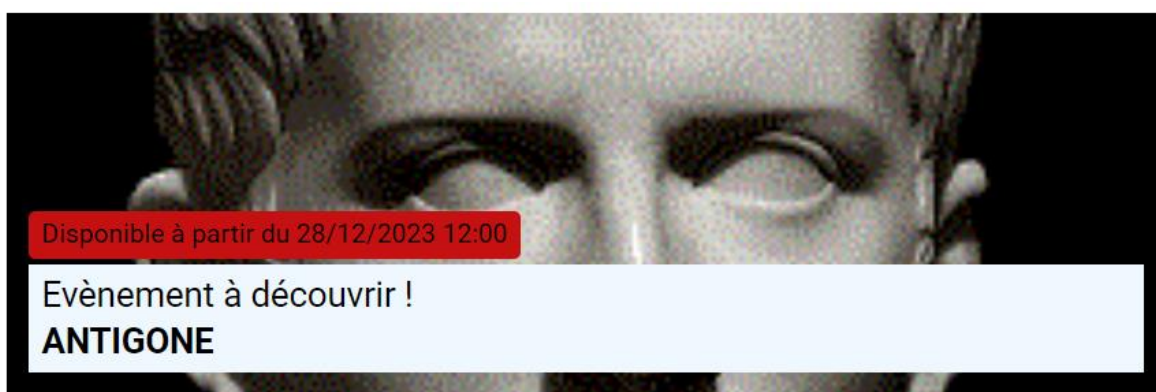 Disponible à partir du 28/12/2023 12:00
Evènement à découvrir !
ANTIGONE